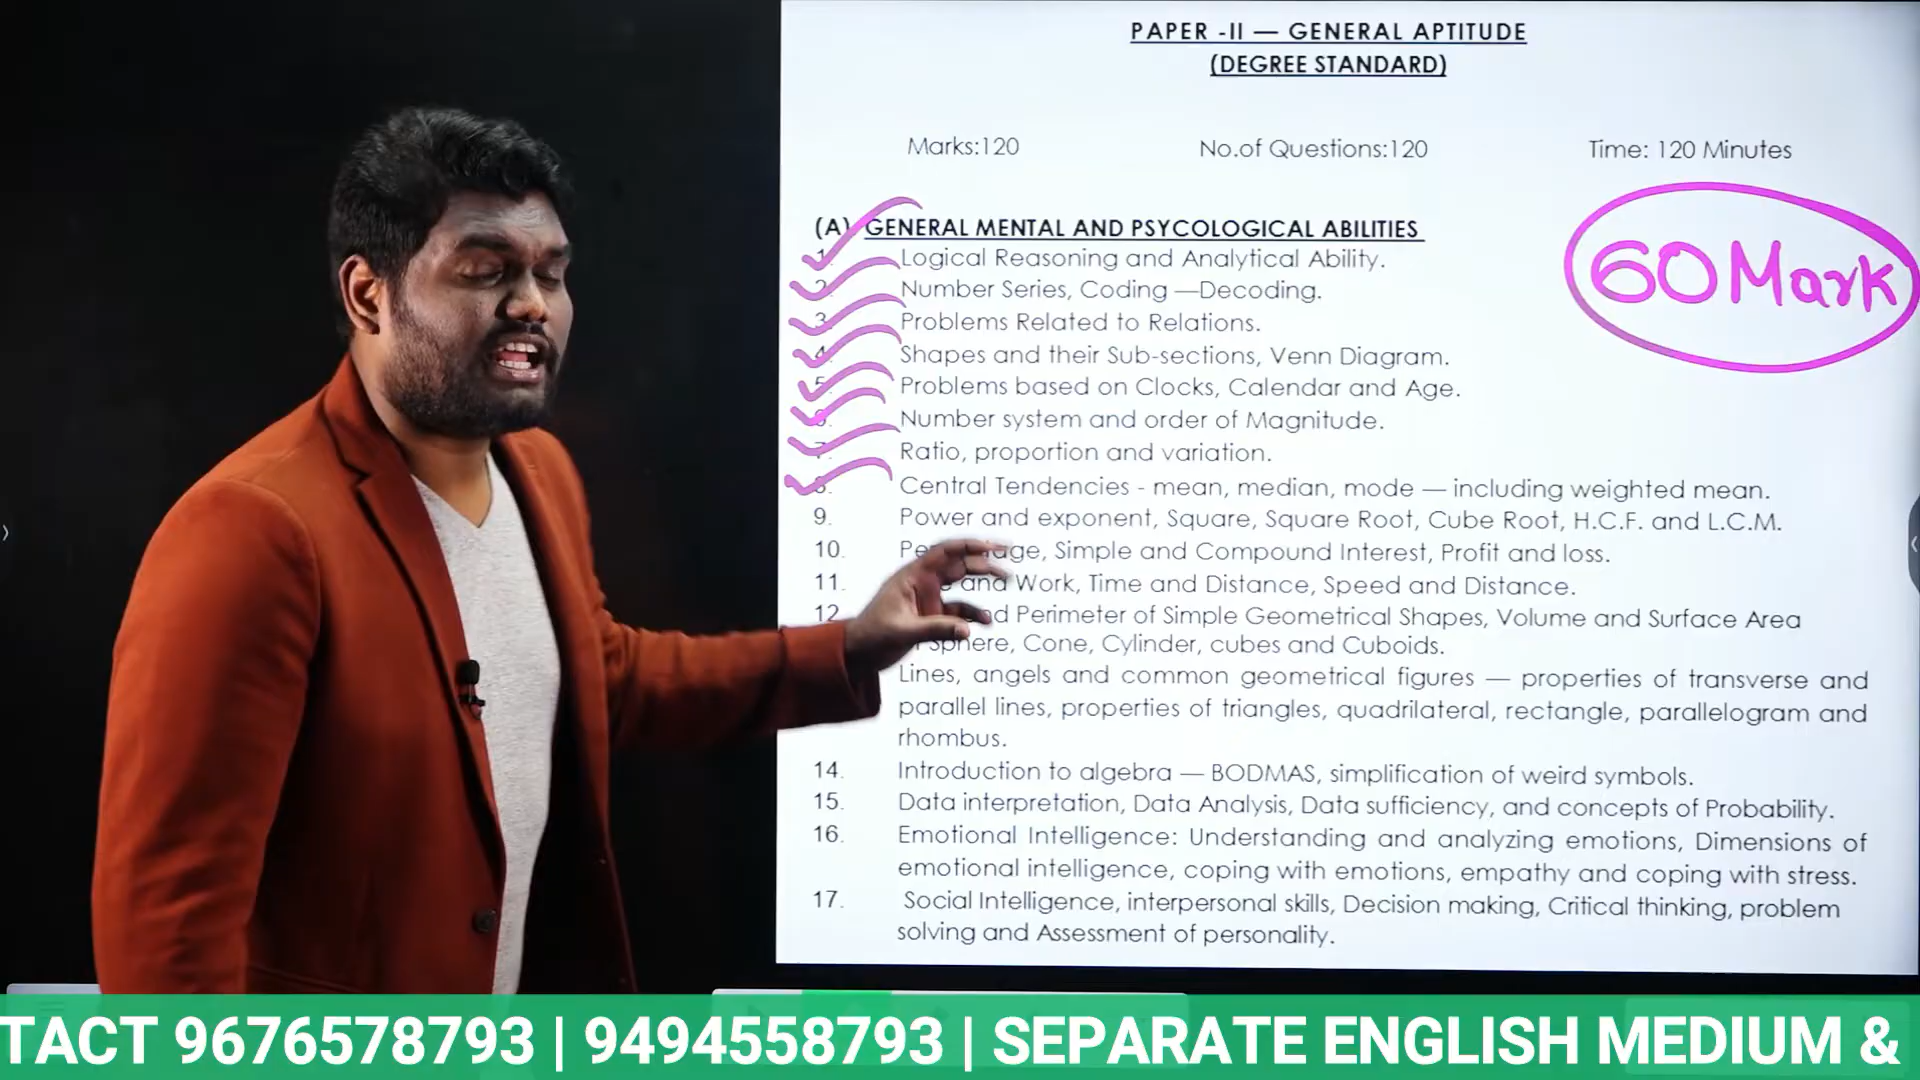 PAPER -II — GENERAL APTITUDE
(DEGREE STANDARD)
Marks:120 No.of Questions:120 Time: 120 Minutes
(A) GENERAL MENTAL AND PSYCOLOGICAL ABILITIES
60 Mark
1. Logical Reasoning and Analytical Ability.
2. Number Series, Coding —Decoding.
3. Problems Related to Relations.
4. Shapes and their Sub-sections, Venn Diagram.
5. Problems based on Clocks, Calendar and Age.
6. Number system and order of Magnitude.
7. Ratio, proportion and variation.
8. Central Tendencies - mean, median, mode — including weighted mean.
9. Power and exponent, Square, Square Root, Cube Root, H.C.F. and L.C.M.
10. Simple and Compound Interest, Profit and loss.
11. and Work, Time and Distance, Speed and Distance.
12. Perimeter of Simple Geometrical Shapes, Volume and Surface Area
Sphere, Cone, Cylinder, cubes and Cuboids.
Lines, angels and common geometrical figures — properties of transverse and
parallel lines, properties of triangles, quadrilateral, rectangle, parallelogram and
rhombus.
14. Introduction to algebra — BODMAS, simplification of weird symbols.
15. Data interpretation, Data Analysis, Data sufficiency, and concepts of Probability.
16. Emotional Intelligence: Understanding and analyzing emotions, Dimensions of
emotional intelligence, coping with emotions, empathy and coping with stress.
17. Social Intelligence, interpersonal skills, Decision making, Critical thinking, problem
solving and Assessment of personality.
TACT 9676578793 | 9494558793 | SEPARATE ENGLISH MEDIUM &